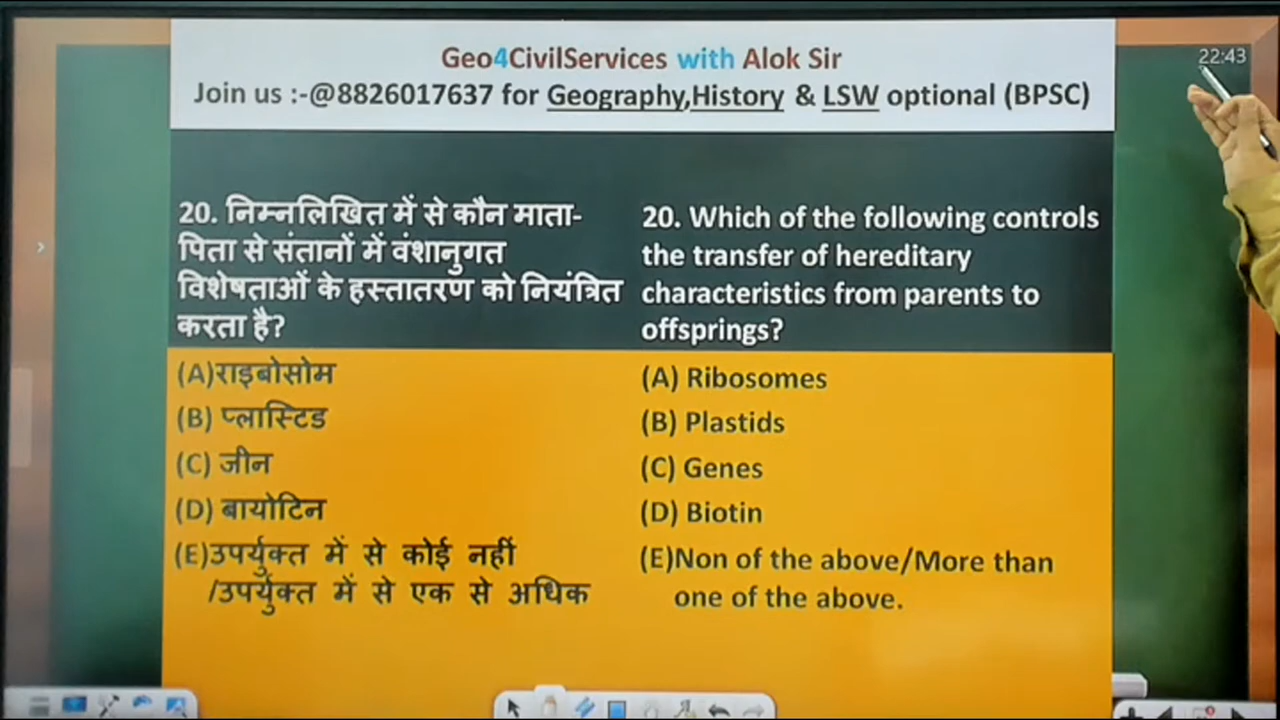 Geo4CivilServices with Alok Sir
Join us :-@8826017637 for Geography,History & LSW optional (BPSC)
22:43
20. निम्नलिखित में से कौन माता-
पिता से संतानों में वंशानुगत
विशेषताओं के हस्तातरण को नियंत्रित
करता है?
20. Which of the following controls
the transfer of hereditary
characteristics from parents to
offsprings?
(A)राइबोसोम
(B) प्लास्टिड
(C) जीन
(D) बायोटिन
(E)उपर्युक्त में से कोई नहीं
/उपर्युक्त में से एक से अधिक
(A) Ribosomes
(B) Plastids
(C) Genes
(D) Biotin
(E)Non of the above/More than
one of the above.